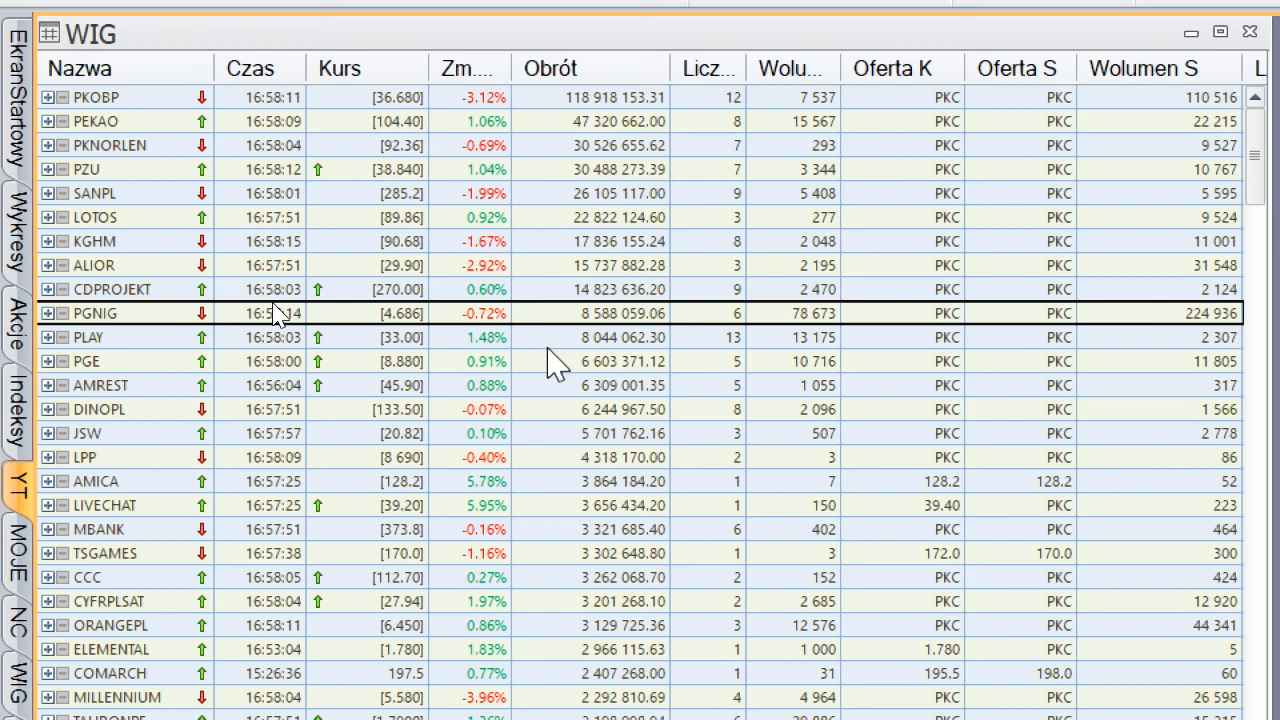 WIG
Nazwa Czas Kurs Zm.... Obrót Licz... Wolu... Oferta K Oferta S Wolumen S L
PKOBP 16:58:11 [36.680] -3.12% 118 918 153.31 12 7 537 PKC PKC 110 516
PEKAO 16:58:09 [104.40] 1.06% 47 320 662.00 8 15 567 PKC PKC 22 215
PKNORLEN 16:58:04 [92.36] -0.69% 30 526 655.62 7 293 PKC PKC 9 527
PZU 16:58:12 [38.840] 1.04% 30 488 273.39 7 3 344 PKC PKC 10 767
SANPL 16:58:01 [285.2] -1.99% 26 105 117.00 9 5 408 PKC PKC 5 595
LOTOS 16:57:51 [89.86] 0.92% 22 822 124.60 3 277 PKC PKC 9 524
KGHM 16:58:15 [90.68] -1.67% 17 836 155.24 8 2 048 PKC PKC 11 001
ALIOR 16:57:51 [29.90] -2.92% 15 737 882.28 3 2 195 PKC PKC 31 548
CDPROJEKT 16:58:03 [270.00] 0.60% 14 823 636.20 9 2 470 PKC PKC 2 124
PGNIG [4.686] -0.72% 8 588 059.06 6 78 673 PKC PKC 224 936
PLAY 16:58:03 [33.00] 1.48% 8 044 062.30 13 13 175 PKC PKC 2 307
PGE 16:58:00 [8.880] 0.91% 6 603 371.12 5 10 716 PKC PKC 11 805
AMREST 16:56:04 [45.90] 0.88% 6 309 001.35 5 1 055 PKC PKC 317
DINOPL 16:57:51 [133.50] -0.07% 6 244 967.50 8 2 096 PKC PKC 1 566
JSW 16:57:57 [20.82] 0.10% 5 701 762.16 3 507 PKC PKC 2 778
LPP 16:58:09 [8 690] -0.40% 4 318 170.00 2 3 PKC PKC 86
AMICA 16:57:25 [128.2] 5.78% 3 864 184.20 1 7 128.2 128.2 52
LIVECHAT 16:57:25 [39.20] 5.95% 3 656 434.20 1 150 39.40 PKC 223
MBANK 16:57:51 [373.8] -0.16% 3 321 685.40 6 402 PKC PKC 464
TSGAMES 16:57:38 [170.0] -1.16% 3 302 648.80 1 3 172.0 170.0 300
CCC 16:58:05 [112.70] 0.27% 3 262 068.70 2 152 PKC PKC 424
CYFRPLSAT 16:58:04 [27.94] 1.97% 3 201 268.10 2 2 685 PKC PKC 12 920
ORANGEPL 16:58:11 [6.450] 0.86% 3 129 725.36 3 12 576 PKC PKC 44 341
ELEMENTAL 16:53:04 [1.780] 1.83% 2 966 115.63 1 1 000 1.780 PKC 5
COMARCH 15:26:36 197.5 0.77% 2 407 268.00 1 31 195.5 198.0 60
MILLENNIUM 16:58:04 [5.580] -3.96% 2 292 810.69 4 4 964 PKC PKC 26 598
EkranStartowy
Wykresy
Akcje
Indeksy
YT
MOJE
NC
WIG